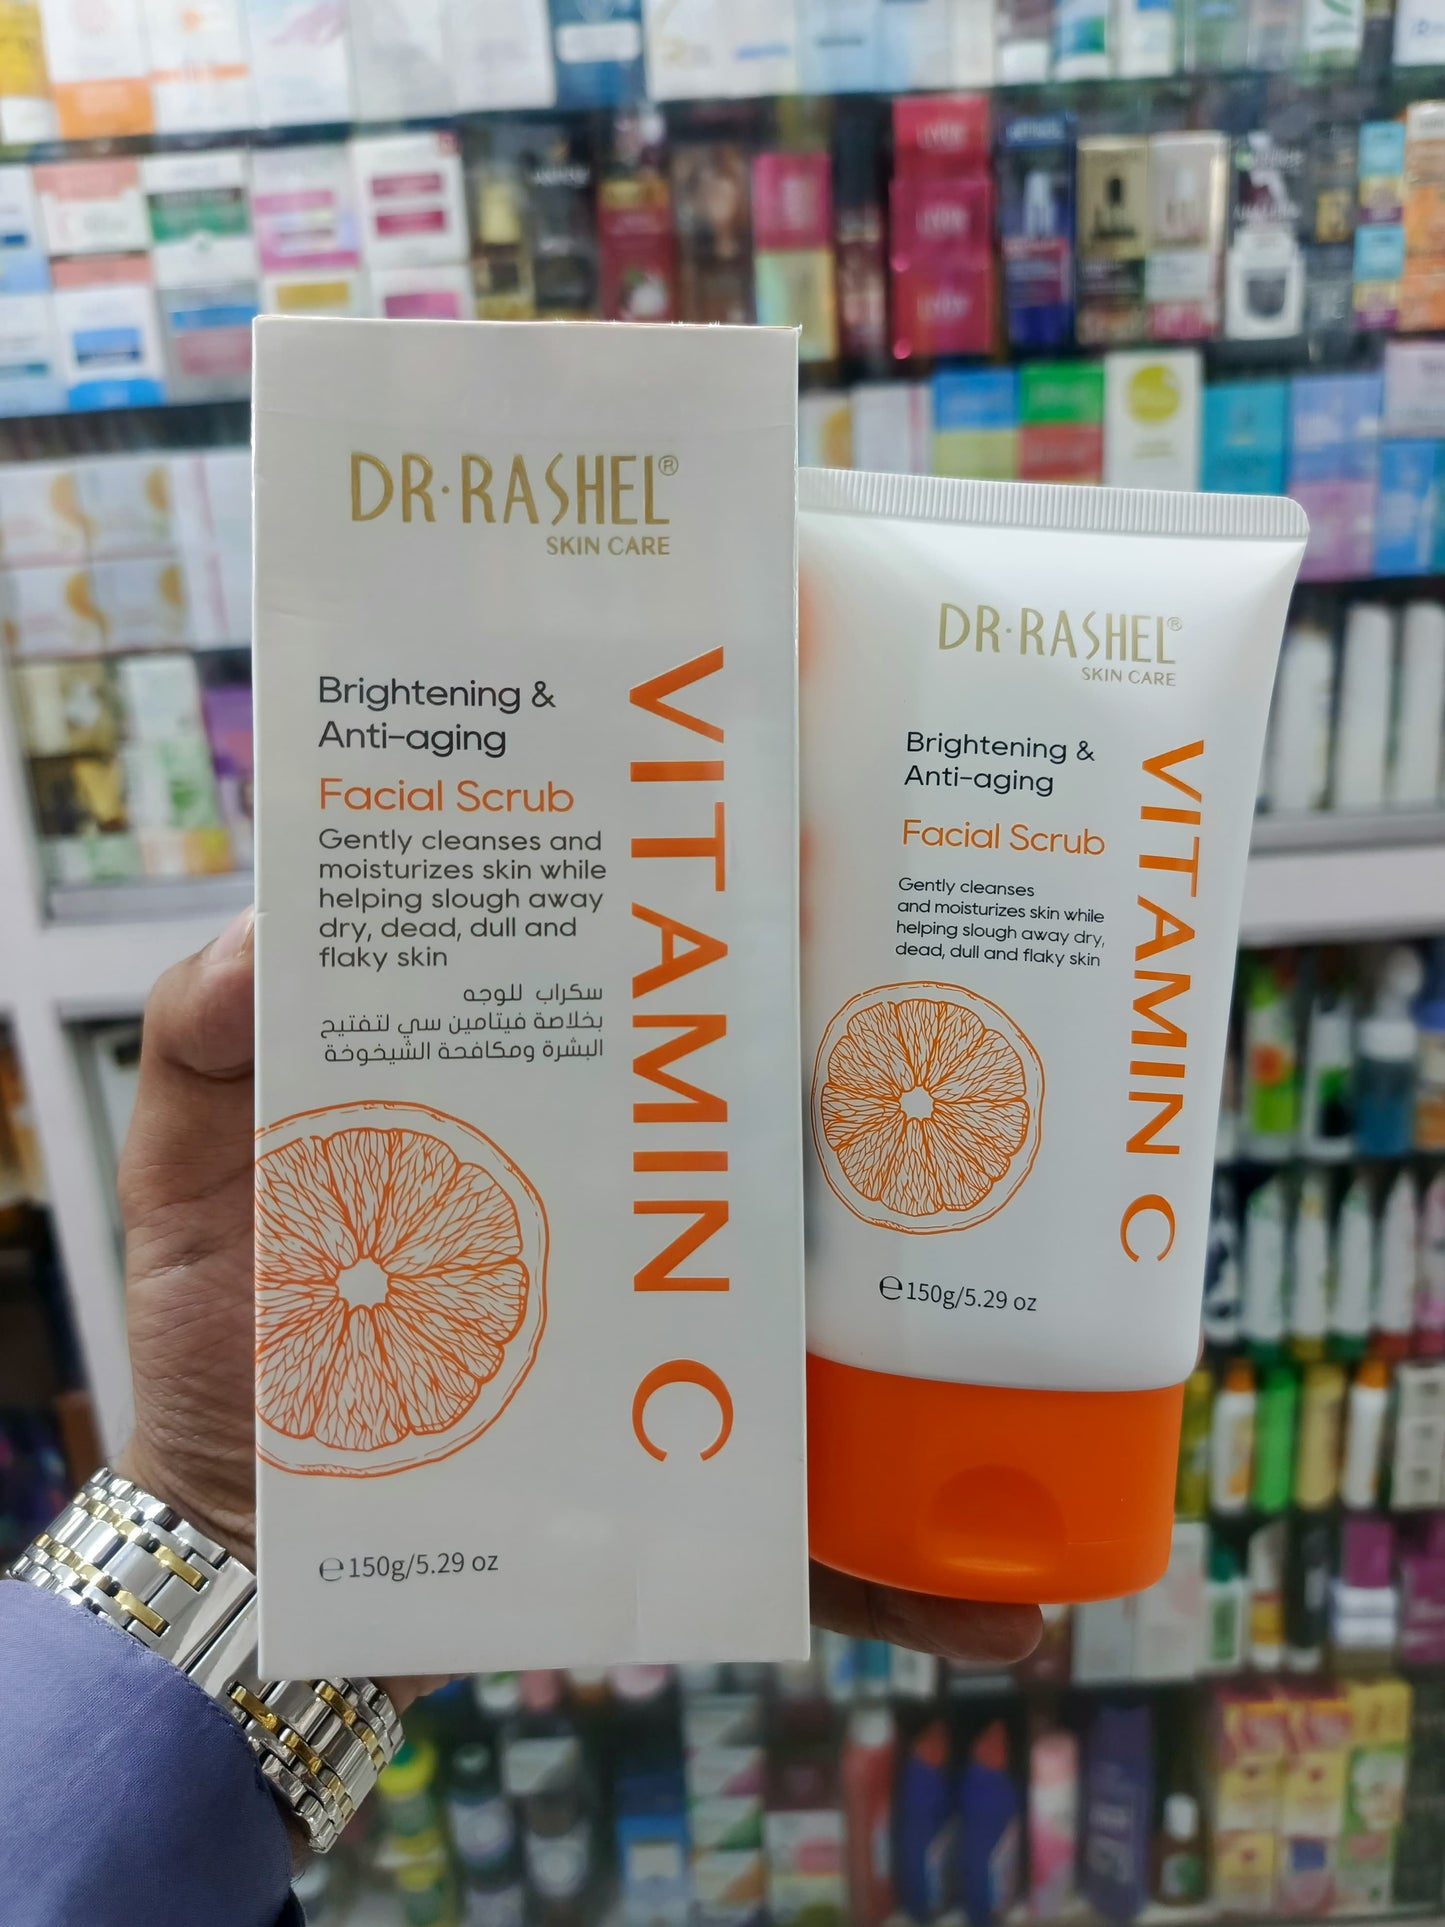 DR·RASHEL®
SKIN CARE
Brightening &
Anti-aging
Facial Scrub
Gently cleanses and
moisturizes skin while
helping slough away
dry, dead, dull and
flaky skin
سكراب للوجه
بخلاصة فيتامين سي لتفتيح
البشرة ومكافحة الشيخوخة
VITAMIN C
℮150g/5.29 oz
DR·RASHEL®
SKIN CARE
Brightening &
Anti-aging
Facial Scrub
Gently cleanses
and moisturizes skin while
helping slough away dry,
dead, dull and flaky skin
VITAMIN C
℮150g/5.29 oz